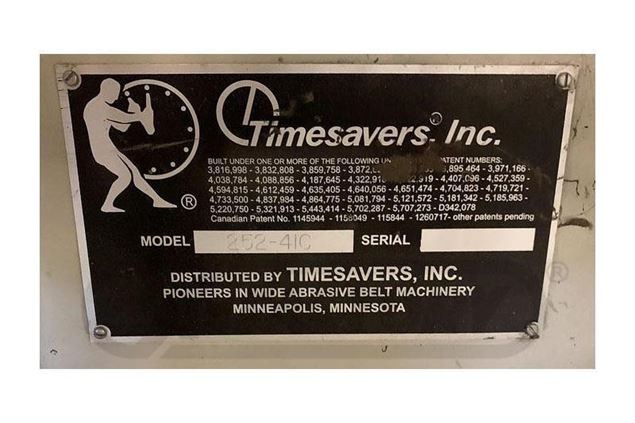 Timesavers® Inc.
BUILT UNDER ONE OR MORE OF THE FOLLOWING PATENT NUMBERS:
3,816,998 - 3,832,808 - 3,859,758 - 3,895,464 - 3,971,166 -
4,038,784 - 4,088,856 - 4,187,645 - 4,407,096 - 4,527,359 -
4,594,815 - 4,612,459 - 4,635,405 - 4,640,056 - 4,651,474 - 4,704,823 - 4,719,721 -
4,733,500 - 4,837,984 - 4,864,775 - 5,081,794 - 5,121,572 - 5,181,342 - 5,185,963 -
5,220,750 - 5,321,913 - 5,443,414 - 5,702,287 - 5,707,273 - D342,078
Canadian Patent No. 1145944 - 1158049 - 115844 - 1260717- other patents pending
®
MODEL 252-41C SERIAL
DISTRIBUTED BY TIMESAVERS, INC.
PIONEERS IN WIDE ABRASIVE BELT MACHINERY
MINNEAPOLIS, MINNESOTA